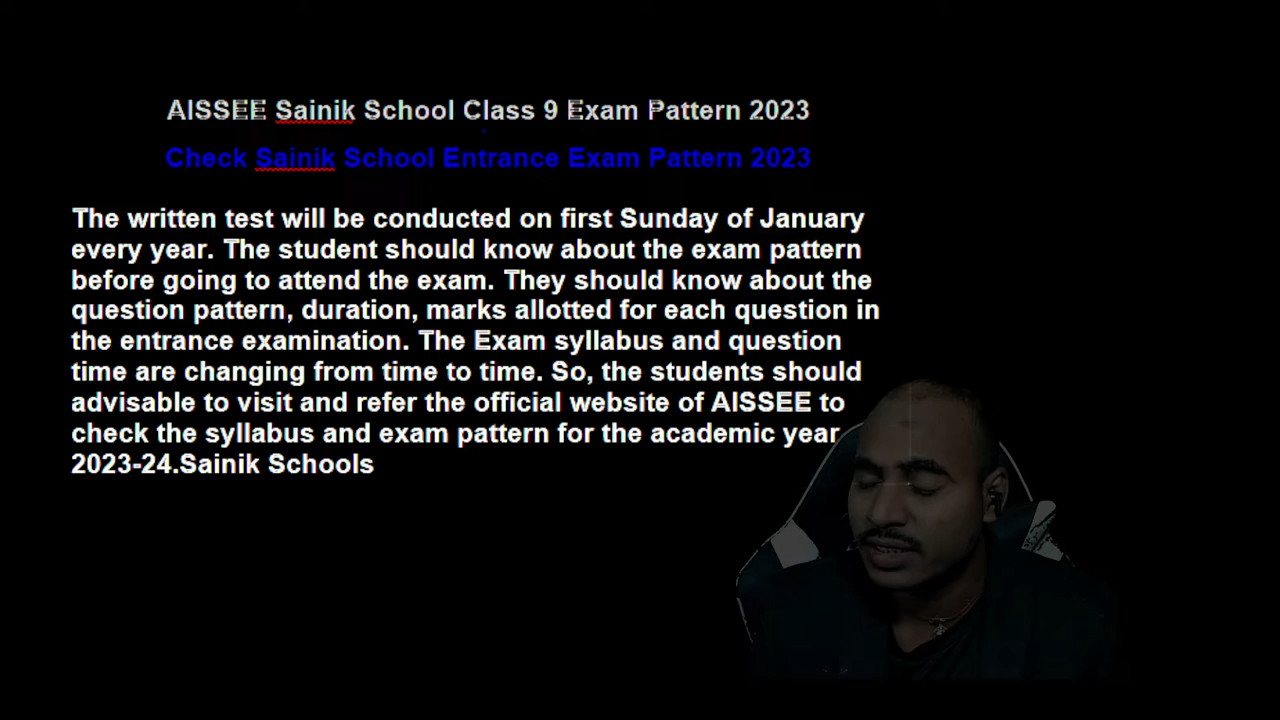 AISSEE Sainik School Class 9 Exam Pattern 2023
Check Sainik School Entrance Exam Pattern 2023
The written test will be conducted on first Sunday of January
every year. The student should know about the exam pattern
before going to attend the exam. They should know about the
question pattern, duration, marks allotted for each question in
the entrance examination. The Exam syllabus and question
time are changing from time to time. So, the students should
advisable to visit and refer the official website of AISSEE to
check the syllabus and exam pattern for the academic year
2023-24.Sainik Schools